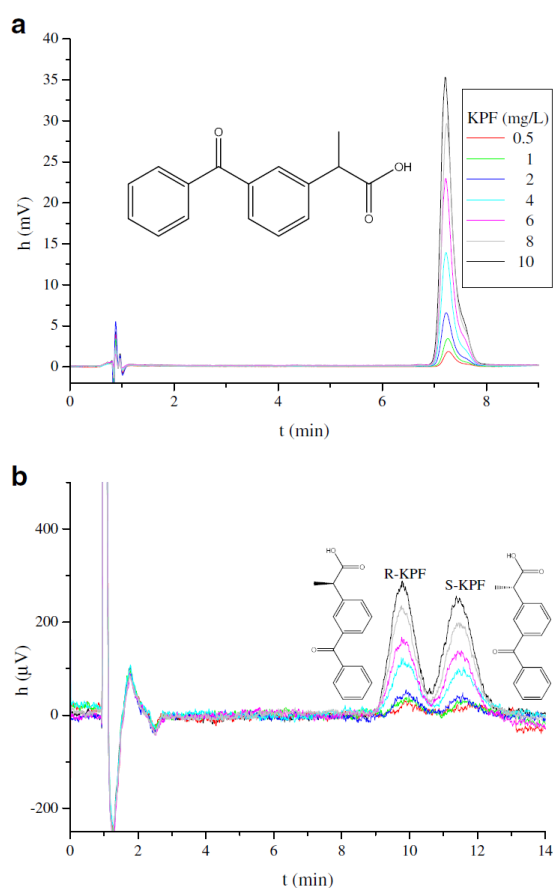 a
40
35
30
25
20
15
10
5
0
h (mV)
O
OH
O
KPF (mg/L)
0.5
1
2
4
6
8
10
0 2 4 6 8
t (min)
b
400
200
0
-200
h (µV)
HO
O
O
R-KPF
S-KPF
HO
O
O
0 2 4 6 8 10 12 14
t (min)